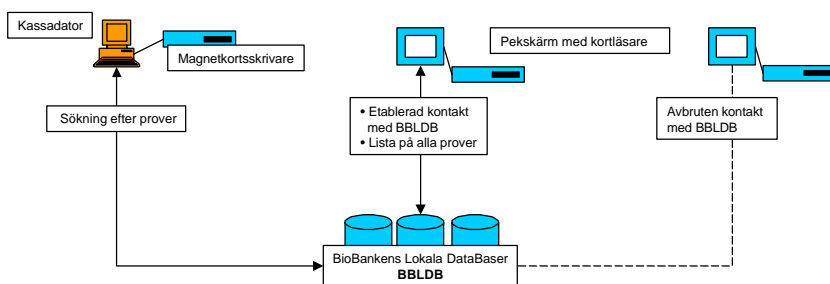 Kassadator
Magnetkortsskrivare
Pekskärm med kortläsare
Sökning efter prover
• Etablerad kontakt
med BBLDB
• Lista på alla prover
Avbruten kontakt
med BBLDB
BioBankens Lokala DataBaser
BBLDB